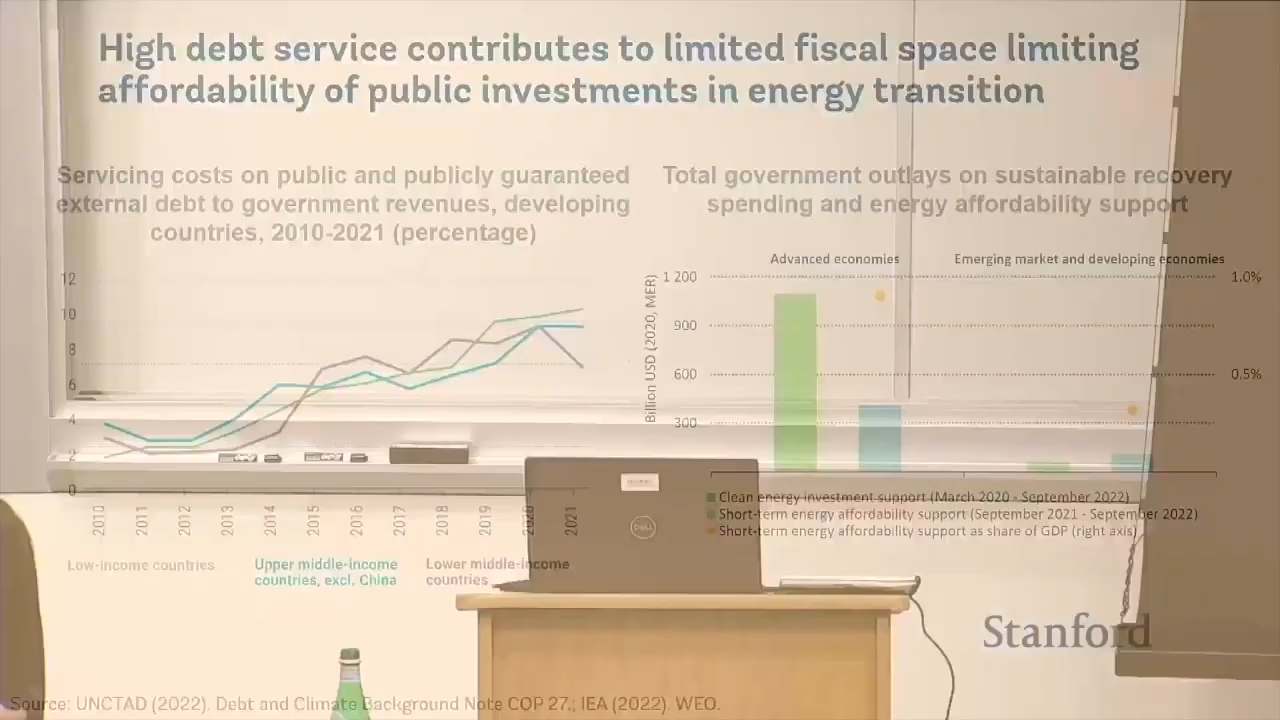 High debt service contributes to limited fiscal space limiting
affordability of public investments in energy transition
Servicing costs on public and publicly guaranteed
external debt to government revenues, developing
countries, 2010-2021 (percentage)
12
10
8
6
4
2
0
2010
2011
2012
2013
2014
2015
2016
2017
2018
2019
2020
2021
Low-income countries
Upper middle-income
countries, excl. China
Lower middle-income
countries
Total government outlays on sustainable recovery
spending and energy affordability support
Advanced economies
Emerging market and developing economies
Billion USD (2020, MER)
1 200
900
600
300
1.0%
0.5%
Clean energy investment support (March 2020 - September 2022)
Short-term energy affordability support (September 2021 - September 2022)
Short-term energy affordability support as share of GDP (right axis)
DELL
Stanford
Source: UNCTAD (2022). Debt and Climate Background Note COP 27.; IEA (2022). WEO.